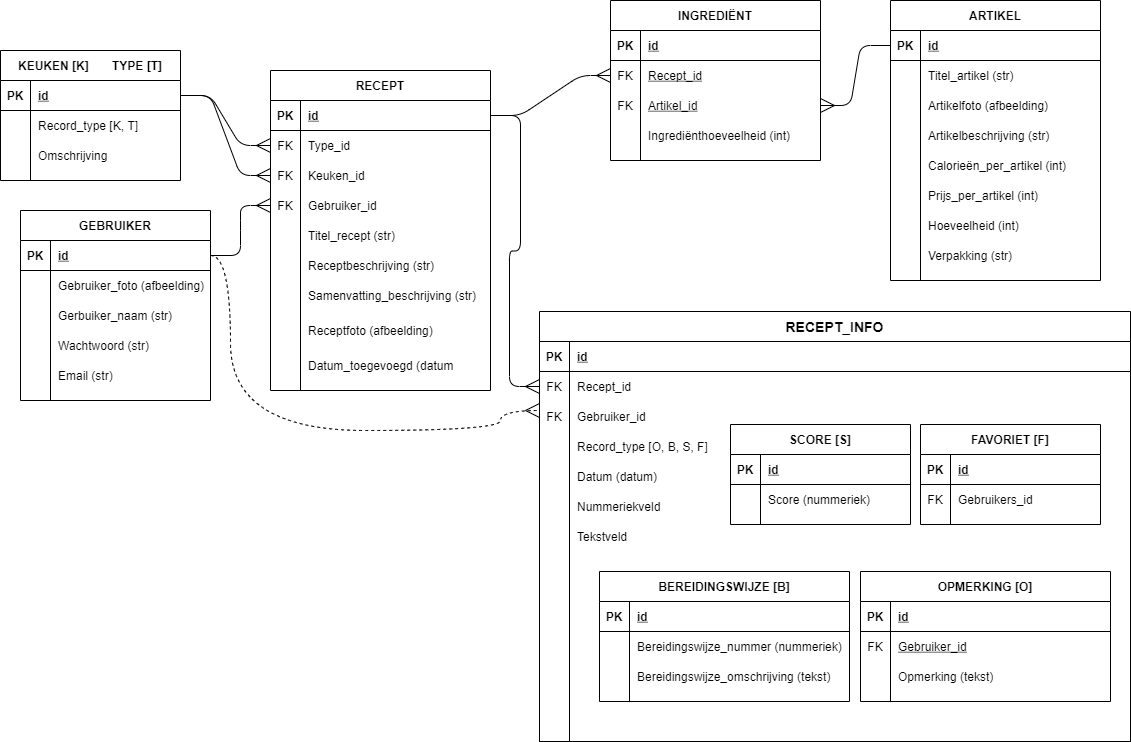 KEUKEN [K] TYPE [T]
PK id
Record_type [K, T]
Omschrijving
GEBRUIKER
PK id
Gebruiker_foto (afbeelding)
Gerbuiker_naam (str)
Wachtwoord (str)
Email (str)
RECEPT
PK id
FK Type_id
FK Keuken_id
FK Gebruiker_id
Titel_recept (str)
Receptbeschrijving (str)
Samenvatting_beschrijving (str)
Receptfoto (afbeelding)
Datum_toegevoegd (datum
INGREDIËNT
PK id
FK Recept_id
FK Artikel_id
Ingrediënthoeveelheid (int)
ARTIKEL
PK id
Titel_artikel (str)
Artikelfoto (afbeelding)
Artikelbeschrijving (str)
Calorieën_per_artikel (int)
Prijs_per_artikel (int)
Hoeveelheid (int)
Verpakking (str)
RECEPT_INFO
PK id
FK Recept_id
FK Gebruiker_id
Record_type [O, B, S, F]
Datum (datum)
Nummeriekveld
Tekstveld
SCORE [S]
PK id
Score (nummeriek)
FAVORIET [F]
PK id
FK Gebruikers_id
BEREIDINGSWIJZE [B]
PK id
Bereidingswijze_nummer (nummeriek)
Bereidingswijze_omschrijving (tekst)
OPMERKING [O]
PK id
FK Gebruiker_id
Opmerking (tekst)